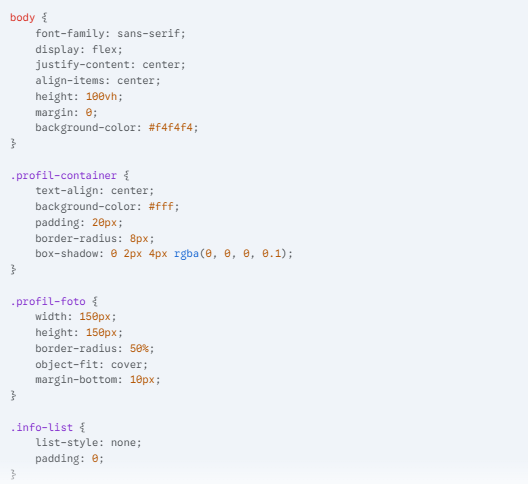 body {
    font-family: sans-serif;
    display: flex;
    justify-content: center;
    align-items: center;
    height: 100vh;
    margin: 0;
    background-color: #f4f4f4;
}

.profil-container {
    text-align: center;
    background-color: #fff;
    padding: 20px;
    border-radius: 8px;
    box-shadow: 0 2px 4px rgba(0, 0, 0, 0.1);
}

.profil-foto {
    width: 150px;
    height: 150px;
    border-radius: 50%;
    object-fit: cover;
    margin-bottom: 10px;
}

.info-list {
    list-style: none;
    padding: 0;
}